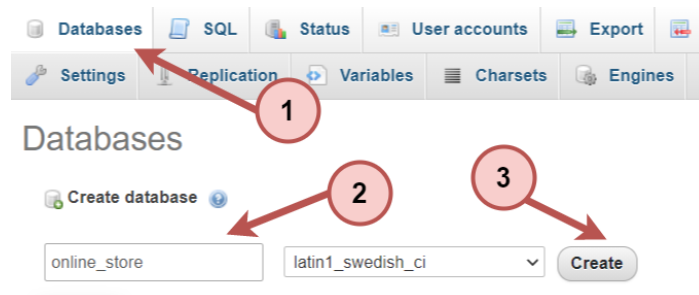 Databases SQL Status User accounts Export
Settings Replication Variables Charsets Engines
1
Databases
2
3
Create database
online_store latin1_swedish_ci Create